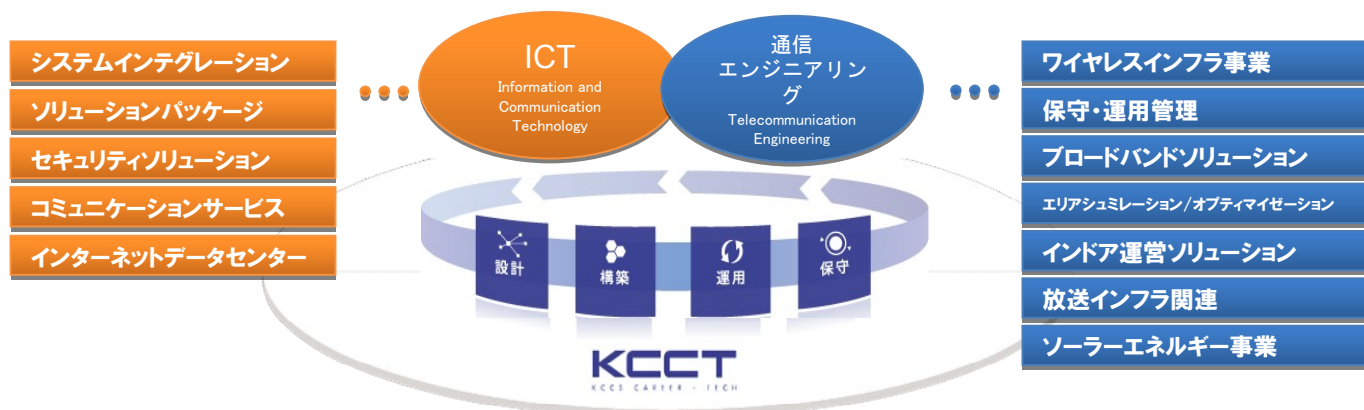 システムインテグレーション
ソリューションパッケージ
セキュリティソリューション
コミュニケーションサービス
インターネットデータセンター
ICT
Information and
Communication
Technology
通信
エンジニアリン
グ
Telecommunication
Engineering
ワイヤレスインフラ事業
保守・運用管理
ブロードバンドソリューション
エリアシュミレーション/オプティマイゼーション
インドア運営ソリューション
放送インフラ関連
ソーラーエネルギー事業
設計
構築
運用
保守
KCCT
KCCS CAREER - TECH